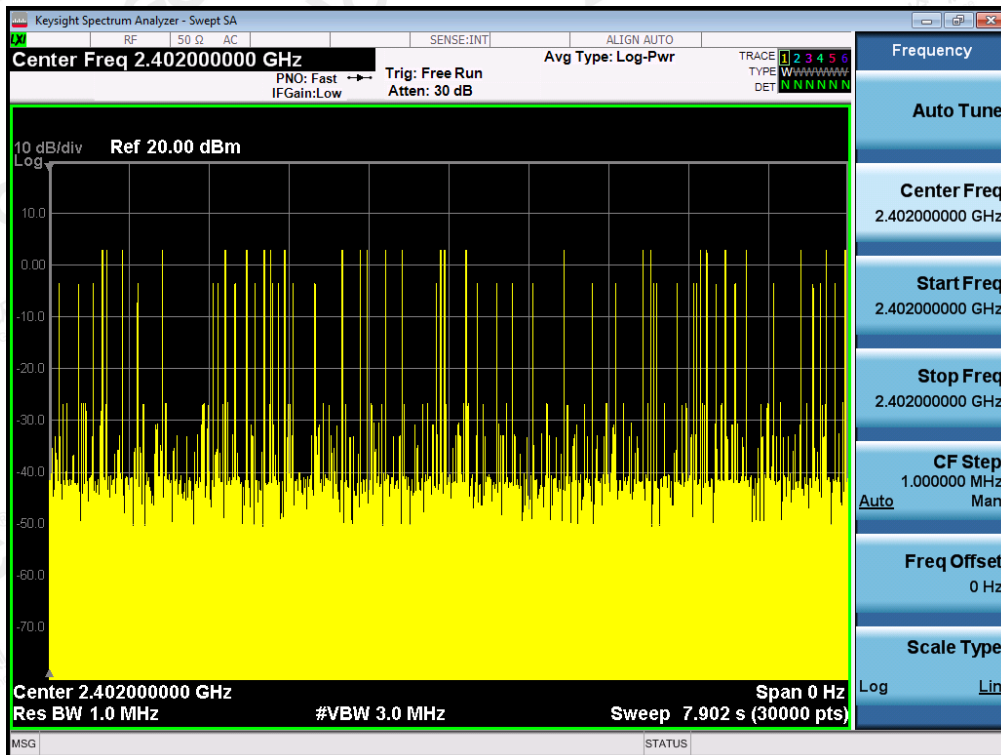 Keysight Spectrum Analyzer - Swept SA
LXI
RF
50 Ω AC
SENSE:INT
ALIGN AUTO
Center Freq 2.402000000 GHz
PNO: Fast
IFGain:Low
Trig: Free Run
Atten: 30 dB
Avg Type: Log-Pwr
TRACE 1 2 3 4 5 6
TYPE WWWWWW
DET N N N N N N
10 dB/div
Log
Ref 20.00 dBm
10.0
0.00
-10.0
-20.0
-30.0
-40.0
-50.0
-60.0
-70.0
Center 2.402000000 GHz
Span 0 Hz
Res BW 1.0 MHz
#VBW 3.0 MHz
Sweep 7.902 s (30000 pts)
MSG
STATUS
Frequency
Auto Tune
Center Freq
2.402000000 GHz
Start Freq
2.402000000 GHz
Stop Freq
2.402000000 GHz
CF Step
1.000000 MHz
Auto Man
Freq Offset
0 Hz
Scale Type
Log Lin